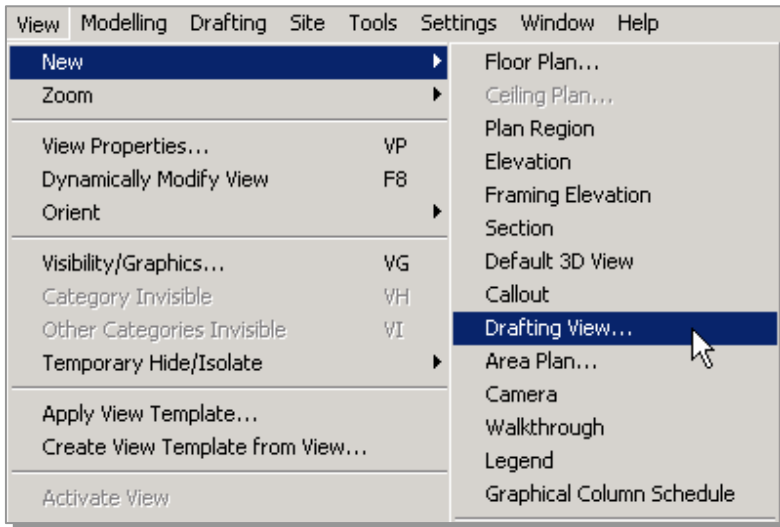 View Modelling Drafting Site Tools Settings Window Help
New
Zoom
View Properties... VP
Dynamically Modify View F8
Orient
Visibility/Graphics... VG
Category Invisible VH
Other Categories Invisible VI
Temporary Hide/Isolate
Apply View Template...
Create View Template from View...
Activate View
Floor Plan...
Ceiling Plan...
Plan Region
Elevation
Framing Elevation
Section
Default 3D View
Callout
Drafting View...
Area Plan...
Camera
Walkthrough
Legend
Graphical Column Schedule